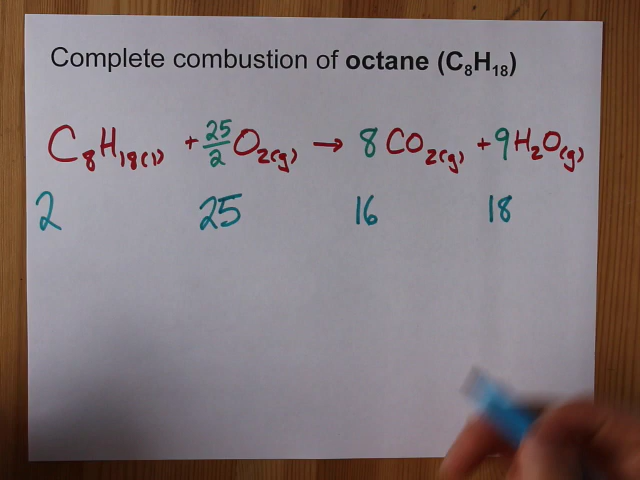 Complete combustion of octane (C₈H₁₈)
C₈H₁₈₍ₗ₎ + 25/2 O₂₍g₎ → 8 CO₂₍g₎ + 9 H₂O₍g₎
2 25 16 18